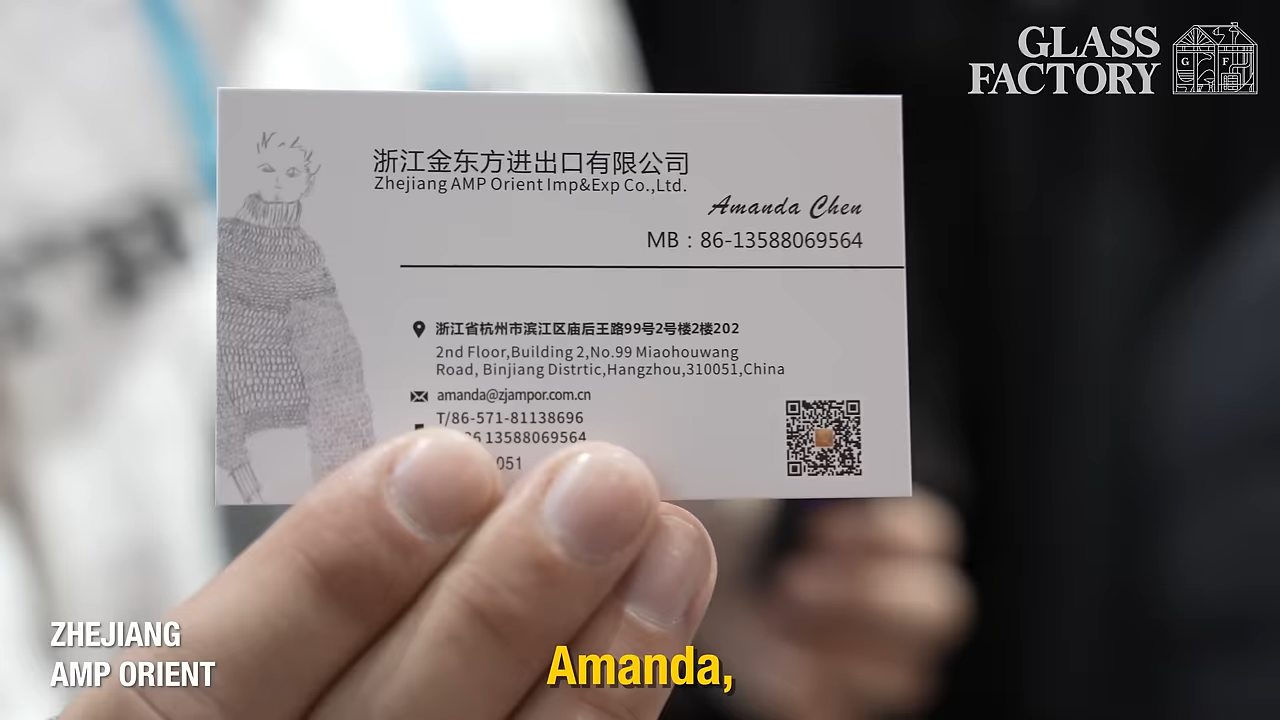 GLASS
FACTORY
G F
浙江金东方进出口有限公司
Zhejiang AMP Orient Imp&Exp Co.,Ltd.
Amanda Chen
MB：86-13588069564
浙江省杭州市滨江区庙后王路99号2号楼2楼202
2nd Floor,Building 2,No.99 Miaohouwang
Road, Binjiang Distrtic,Hangzhou,310051,China
amanda@zjampor.com.cn
T/86-571-81138696
13588069564
051
ZHEJIANG
AMP ORIENT
Amanda,